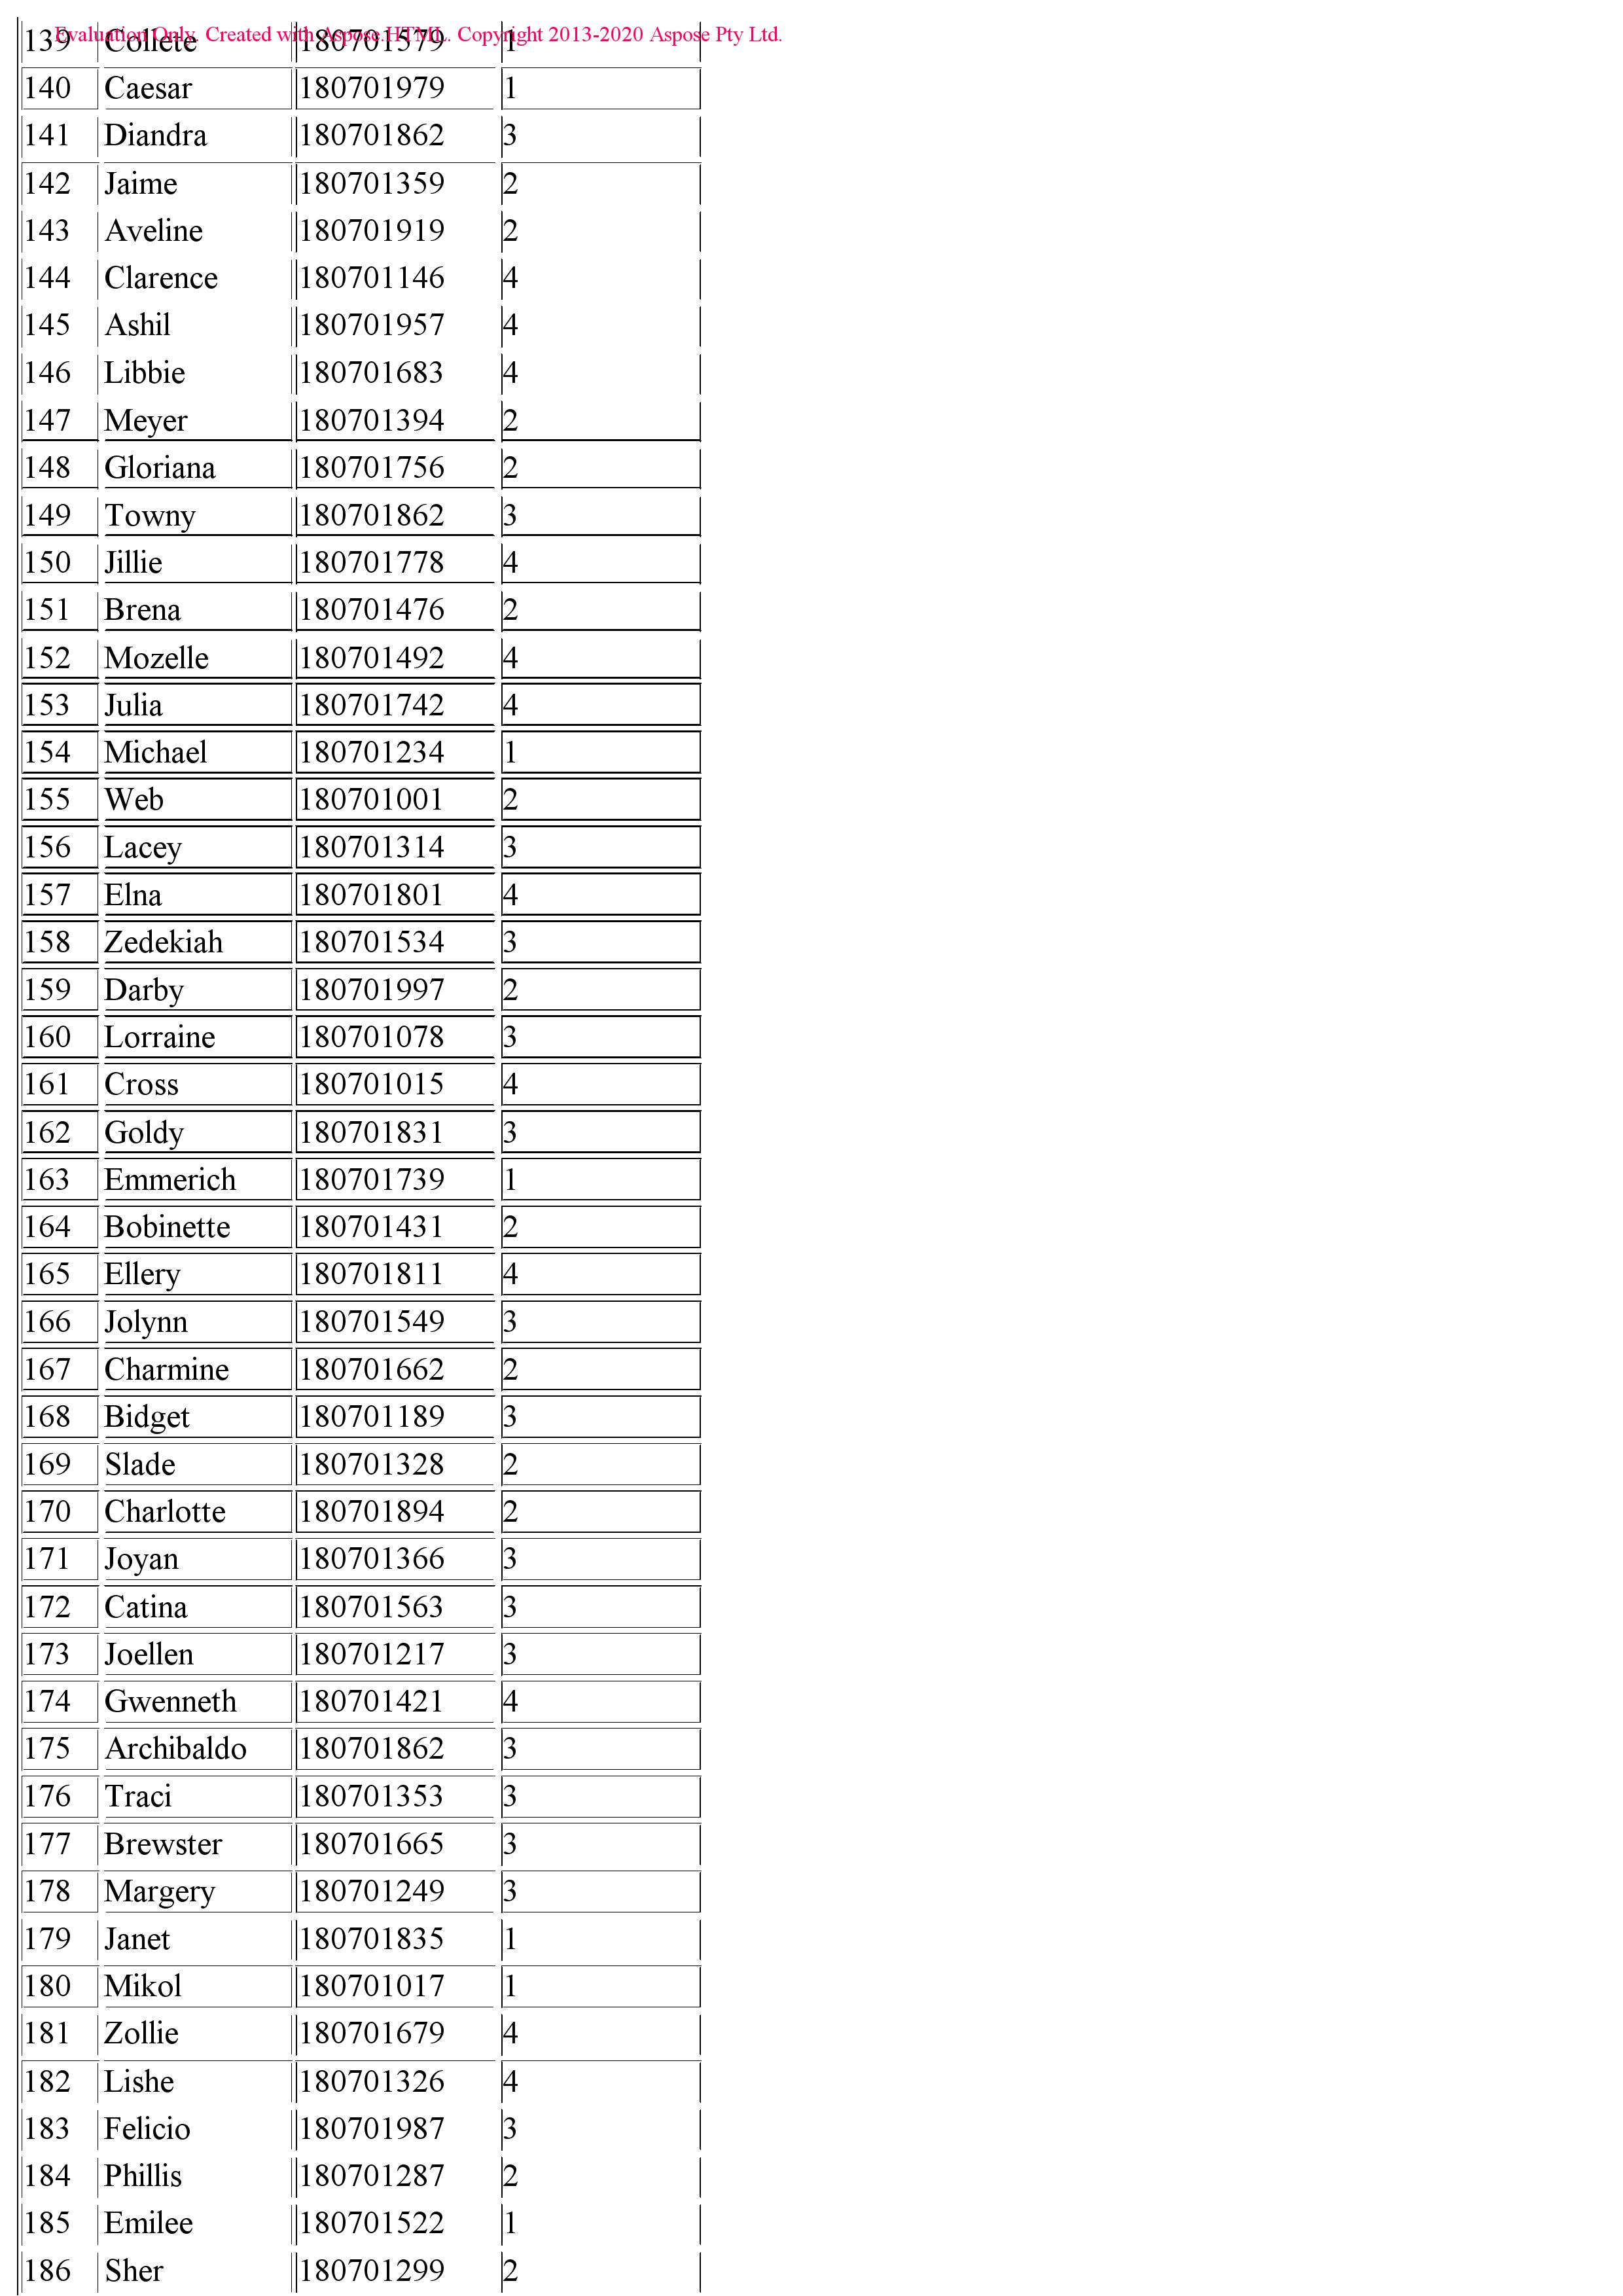 Evaluation Only. Created with Aspose.HTML. Copyright 2013-2020 Aspose Pty Ltd.
139 Collete 180701579 1
140 Caesar 180701979 1
141 Diandra 180701862 3
142 Jaime 180701359 2
143 Aveline 180701919 2
144 Clarence 180701146 4
145 Ashil 180701957 4
146 Libbie 180701683 4
147 Meyer 180701394 2
148 Gloriana 180701756 2
149 Towny 180701862 3
150 Jillie 180701778 4
151 Brena 180701476 2
152 Mozelle 180701492 4
153 Julia 180701742 4
154 Michael 180701234 1
155 Web 180701001 2
156 Lacey 180701314 3
157 Elna 180701801 4
158 Zedekiah 180701534 3
159 Darby 180701997 2
160 Lorraine 180701078 3
161 Cross 180701015 4
162 Goldy 180701831 3
163 Emmerich 180701739 1
164 Bobinette 180701431 2
165 Ellery 180701811 4
166 Jolynn 180701549 3
167 Charmine 180701662 2
168 Bidget 180701189 3
169 Slade 180701328 2
170 Charlotte 180701894 2
171 Joyan 180701366 3
172 Catina 180701563 3
173 Joellen 180701217 3
174 Gwenneth 180701421 4
175 Archibaldo 180701862 3
176 Traci 180701353 3
177 Brewster 180701665 3
178 Margery 180701249 3
179 Janet 180701835 1
180 Mikol 180701017 1
181 Zollie 180701679 4
182 Lishe 180701326 4
183 Felicio 180701987 3
184 Phillis 180701287 2
185 Emilee 180701522 1
186 Sher 180701299 2